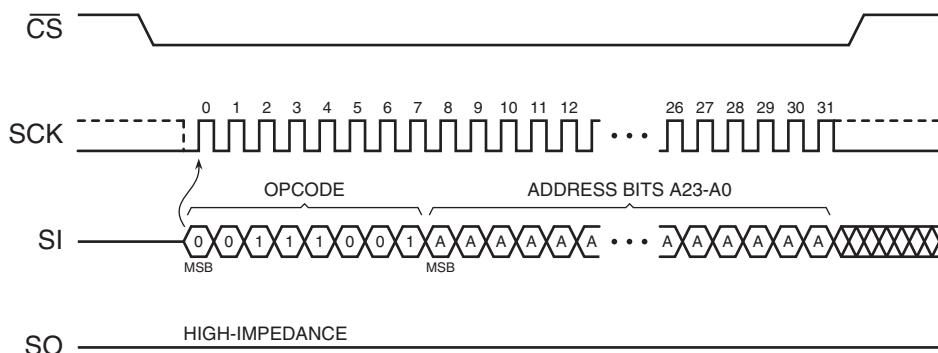 CS
0 1 2 3 4 5 6 7 8 9 10 11 12 26 27 28 29 30 31
SCK
OPCODE ADDRESS BITS A23-A0
SI 0 0 1 1 1 0 0 1 A A A A A A A A A A A A
MSB MSB
HIGH-IMPEDANCE
SO